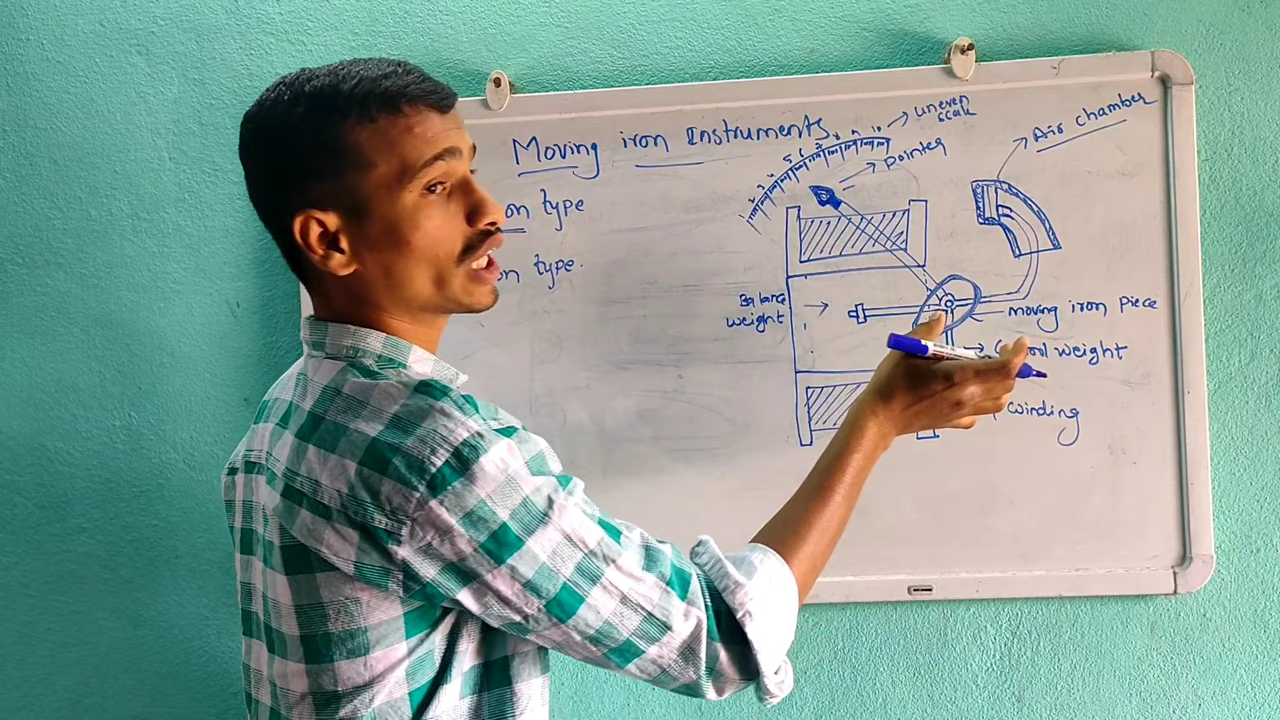 Moving iron Instruments
on type
on type.
uneven
scale
Air chamber
pointer
Balance
weight
moving iron piece
weight
winding